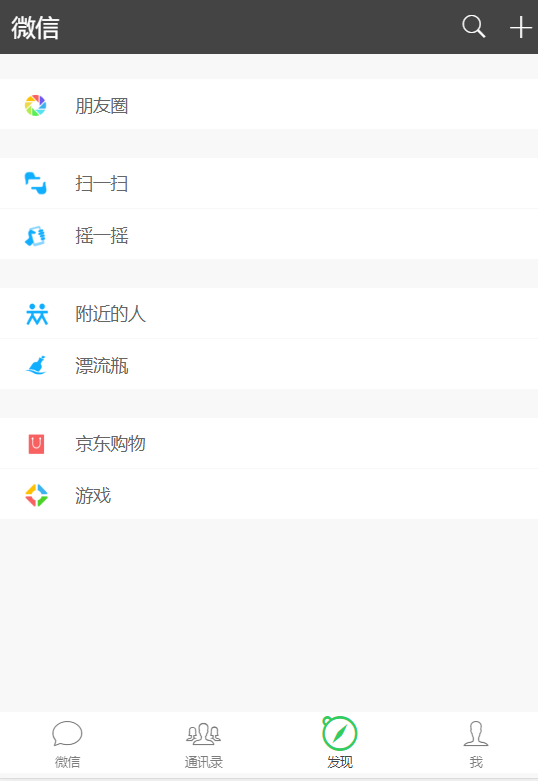 微信
朋友圈
扫一扫
摇一摇
附近的人
漂流瓶
京东购物
游戏
微信 通讯录 发现 我